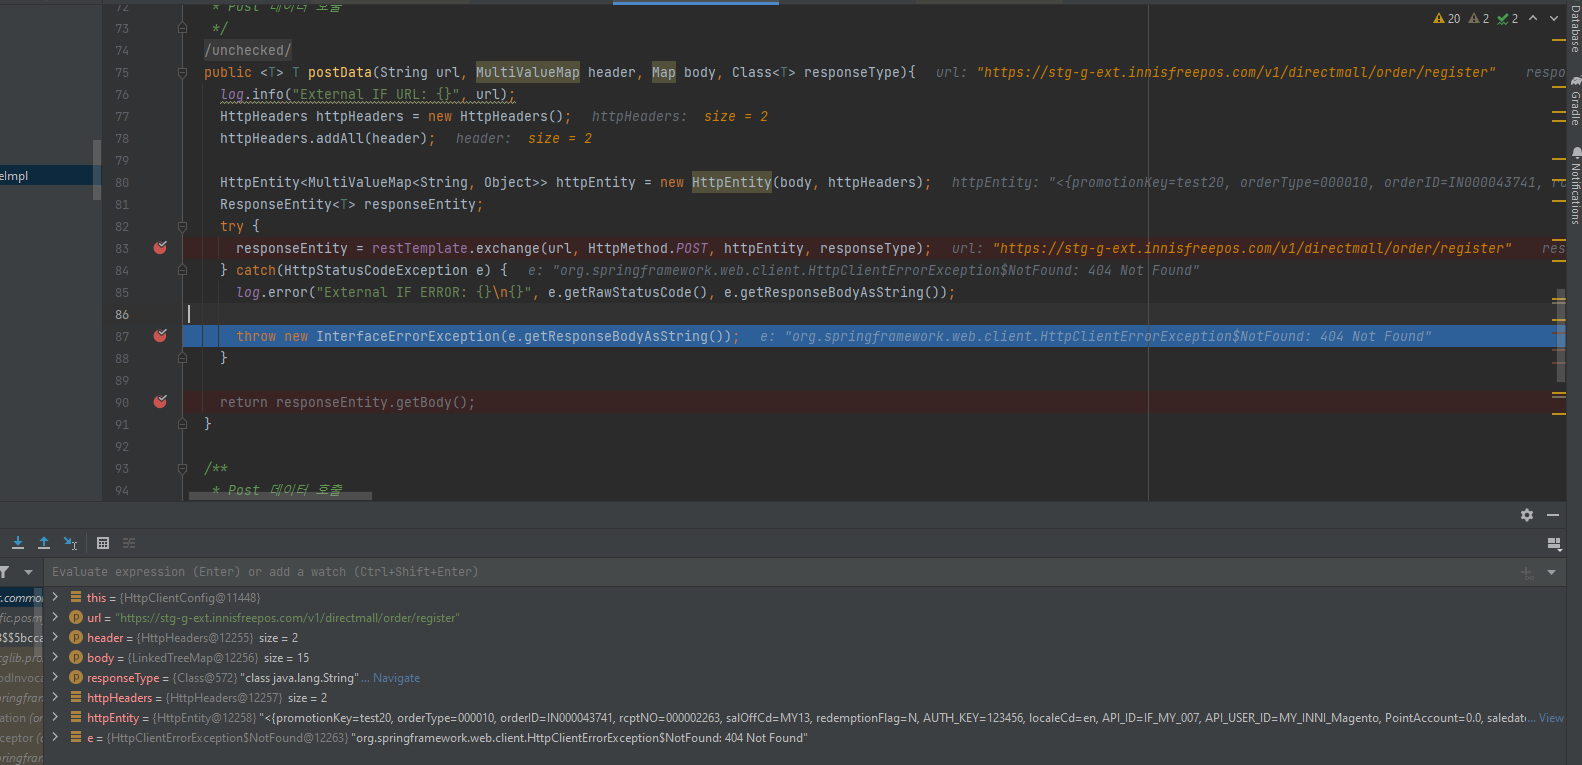 72 * Post 데이터 호출
73 */
74 /unchecked/
75 public <T> T postData(String url, MultiValueMap header, Map body, Class<T> responseType){ url: "https://stg-g-ext.innisfreepos.com/v1/directmall/order/register" respo
76 log.info("External IF URL: {}", url);
77 HttpHeaders httpHeaders = new HttpHeaders(); httpHeaders: size = 2
78 httpHeaders.addAll(header); header: size = 2
79
80 HttpEntity<MultiValueMap<String, Object>> httpEntity = new HttpEntity(body, httpHeaders); httpEntity: "<{promotionKey=test20, orderType=000010, orderID=IN000043741, rc
81 ResponseEntity<T> responseEntity;
82 try {
83 responseEntity = restTemplate.exchange(url, HttpMethod.POST, httpEntity, responseType); url: "https://stg-g-ext.innisfreepos.com/v1/directmall/order/register" res
84 } catch(HttpStatusCodeException e) { e: "org.springframework.web.client.HttpClientErrorException$NotFound: 404 Not Found"
85 log.error("External IF ERROR: {}\n{}", e.getRawStatusCode(), e.getResponseBodyAsString());
86
87 throw new InterfaceErrorException(e.getResponseBodyAsString()); e: "org.springframework.web.client.HttpClientErrorException$NotFound: 404 Not Found"
88 }
89
90 return responseEntity.getBody();
91 }
92
93 /**
94 * Post 데이터 호출
20 2 2
Database
Gradle
Notifications
eImpl
Evaluate expression (Enter) or add a watch (Ctrl+Shift+Enter)
this = {HttpClientConfig@11448}
url = "https://stg-g-ext.innisfreepos.com/v1/directmall/order/register"
header = {HttpHeaders@12255} size = 2
body = {LinkedTreeMap@12256} size = 15
responseType = {Class@572} "class java.lang.String" ... Navigate
httpHeaders = {HttpHeaders@12257} size = 2
httpEntity = {HttpEntity@12258} "<{promotionKey=test20, orderType=000010, orderID=IN000043741, rcptNO=000002263, salOffCd=MY13, redemptionFlag=N, AUTH_KEY=123456, localeCd=en, API_ID=IF_MY_007, API_USER_ID=MY_INNI_Magento, PointAccount=0.0, saledat... View
e = {HttpClientErrorException$NotFound@12263} "org.springframework.web.client.HttpClientErrorException$NotFound: 404 Not Found"